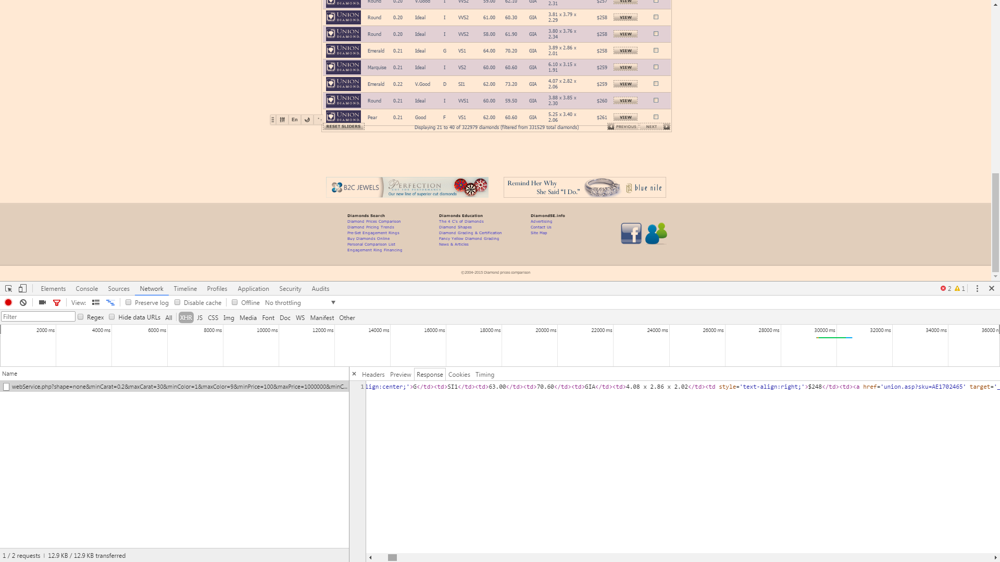 UNION DIAMOND. Round 0.20 V.Good I VVS2 59.00 62.10 GIA 2.31 $257 VIEW
UNION DIAMOND. Round 0.20 Ideal I VVS2 61.00 60.30 GIA 3.81 x 3.79 x 2.29 $258 VIEW
UNION DIAMOND. Round 0.20 Ideal I VVS2 58.00 61.90 GIA 3.80 x 3.76 x 2.34 $258 VIEW
UNION DIAMOND. Emerald 0.21 Ideal G VS1 64.00 70.20 GIA 3.89 x 2.86 x 2.01 $258 VIEW
UNION DIAMOND. Marquise 0.21 Ideal I VS2 60.00 60.60 GIA 6.10 x 3.15 x 1.91 $259 VIEW
UNION DIAMOND. Emerald 0.22 V.Good D SI1 62.00 73.20 GIA 4.07 x 2.82 x 2.06 $259 VIEW
UNION DIAMOND. Round 0.21 Ideal I VVS1 60.00 59.50 GIA 3.88 x 3.85 x 2.30 $260 VIEW
UNION DIAMOND. Pear 0.21 Good F VS1 62.00 60.60 GIA 5.25 x 3.40 x 2.06 $261 VIEW
拼 En
RESET SLIDERS Displaying 21 to 40 of 322979 diamonds (filtered from 331529 total diamonds) PREVIOUS NEXT
B2C JEWELS PERFECTION
CUT FOR PERFORMANCE
Our new line of superior cut diamonds
Remind Her Why
She Said “I Do.” blue nile
Diamonds Search
Diamond Prices Comparison
Diamond Pricing Trends
Pre-Set Engagement Rings
Buy Diamonds Online
Personal Comparison List
Engagement Ring Financing
Diamonds Education
The 4 C's of Diamonds
Diamond Shapes
Diamond Grading & Certification
Fancy Yellow Diamond Grading
News & Articles
DiamondSE.info
Advertising
Contact Us
Site Map
f
©2004-2015 Diamond prices comparison
Elements Console Sources Network Timeline Profiles Application Security Audits 2 1
View: Preserve log Disable cache Offline No throttling
Filter Regex Hide data URLs All XHR JS CSS Img Media Font Doc WS Manifest Other
2000 ms 4000 ms 6000 ms 8000 ms 10000 ms 12000 ms 14000 ms 16000 ms 18000 ms 20000 ms 22000 ms 24000 ms 26000 ms 28000 ms 30000 ms 32000 ms 34000 ms 36000 m
Name
webService.php?shape=none&minCarat=0.2&maxCarat=30&minColor=1&maxColor=9&minPrice=100&maxPrice=1000000&minC...
× Headers Preview Response Cookies Timing
1 lign:center;'>G</td><td>SI1</td><td>63.00</td><td>70.60</td><td>GIA</td><td>4.08 x 2.86 x 2.02</td><td style='text-align:right;'>$248</td><td><a href='union.asp?sku=AE1702465' target='_
1 / 2 requests | 12.9 KB / 12.9 KB transferred